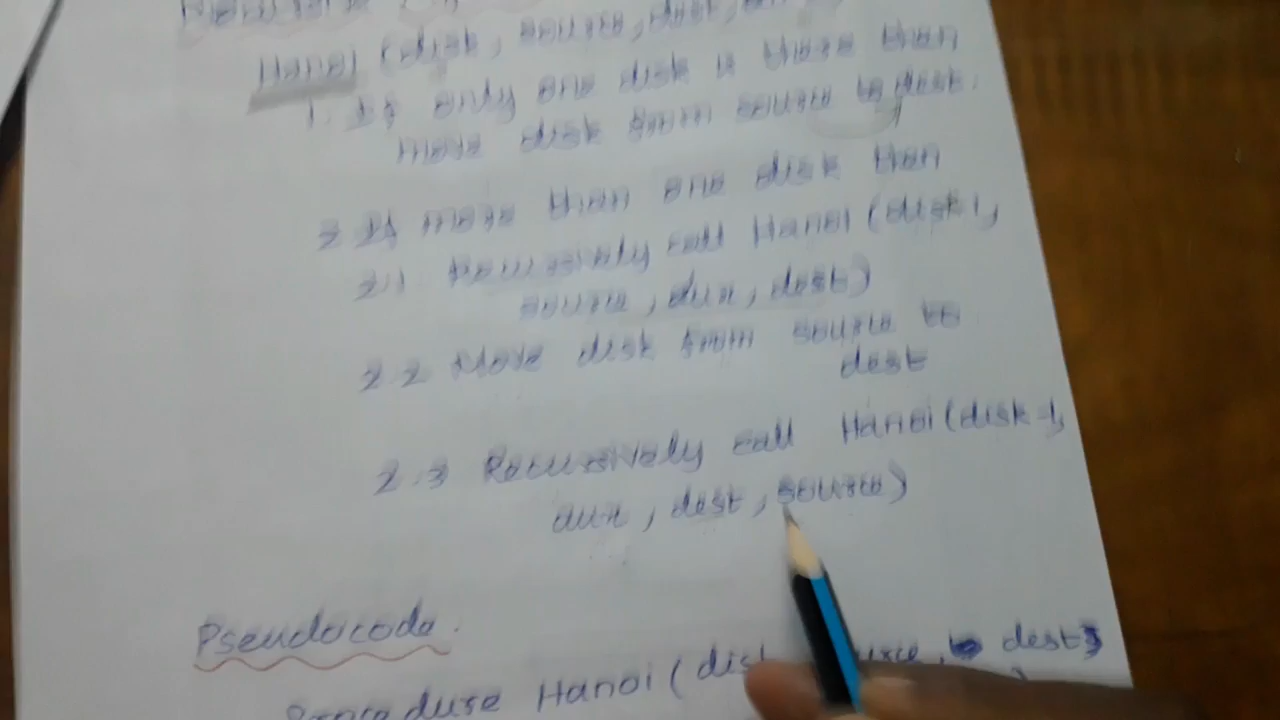 Hanoi (disk, source, dest,
1. If only one disk is there then
move disk from source to dest.
2 If more than one disk then
2.1 Recursively call Hanoi (disk-1,
source, aux, dest)
2.2 Move disk from source to
dest
2.3 Recursively call Hanoi (disk-1,
aux, dest, source)
Pseudocode.
Procedure Hanoi (dis dest,